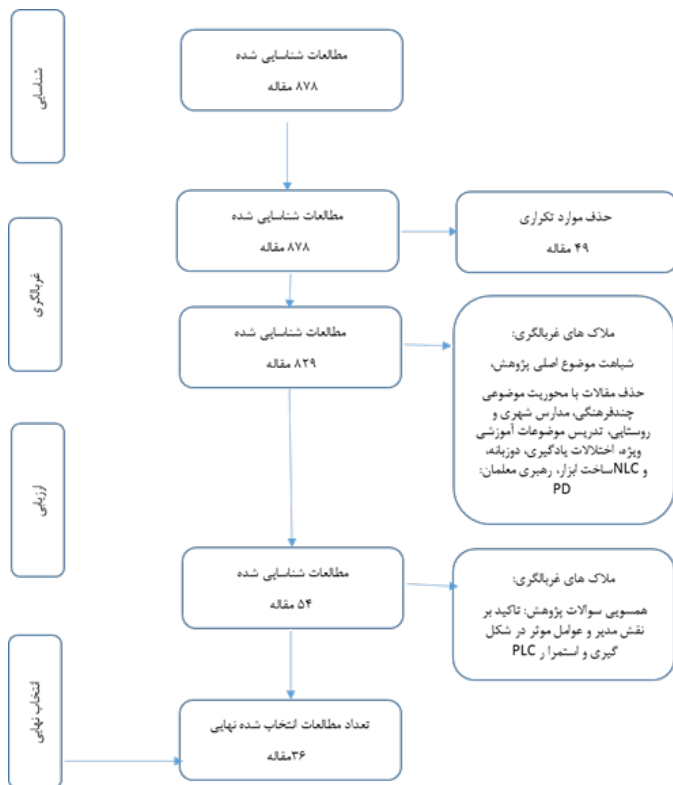 شناسایی
مطالعات شناسایی شده
۸۷۸ مقاله
غربالگری
مطالعات شناسایی شده
۸۷۸ مقاله
حذف موارد تکراری
۴۹ مقاله
مطالعات شناسایی شده
۸۲۹ مقاله
ملاک های غربالگری:
شباهت موضوع اصلی پژوهش،
حذف مقالات با محوریت موضوعی
چندفرهنگی، مدارس شهری و
روستایی، تدریس موضوعات آموزشی
ویژه، اختلالات یادگیری، دوزبانه،
و NLCساخت ابزار، رهبری معلمان:
PD
ارزیابی
مطالعات شناسایی شده
۵۴ مقاله
ملاک های غربالگری:
همسویی سوالات پژوهش: تاکید بر
نقش مدیر و عوامل موثر در شکل
گیری و استمرا ر PLC
انتخاب نهایی
تعداد مطالعات انتخاب شده نهایی
۳۶مقاله